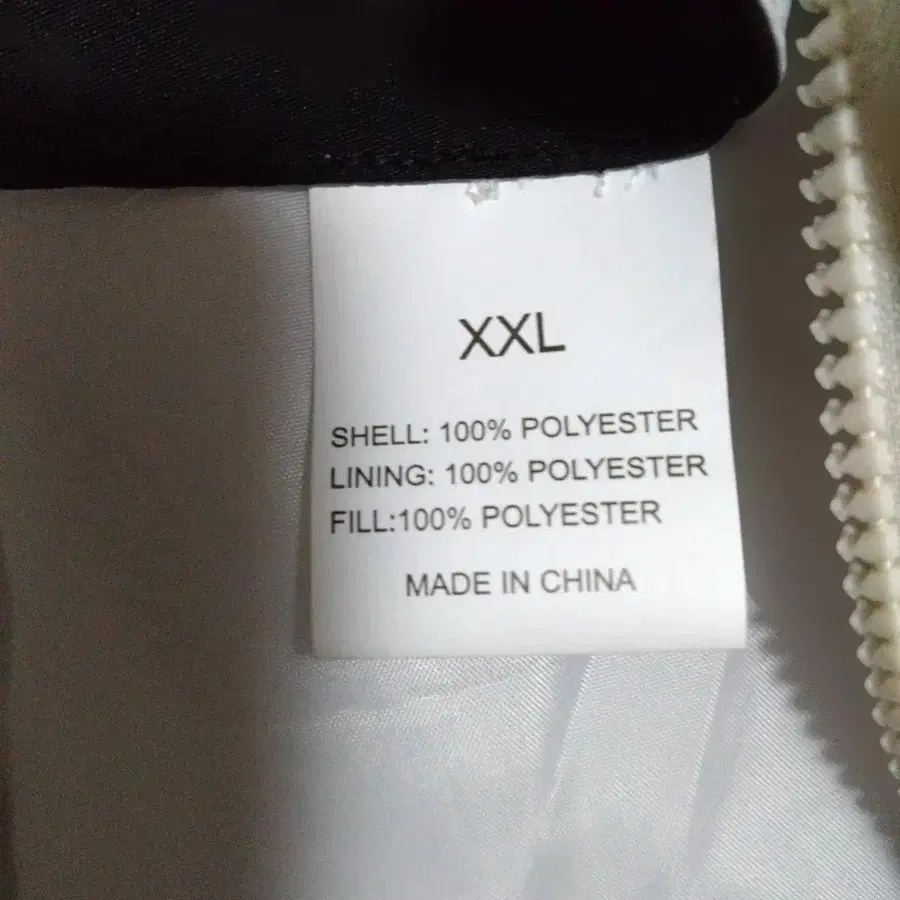 XXL
SHELL: 100% POLYESTER
LINING: 100% POLYESTER
FILL:100% POLYESTER
MADE IN CHINA